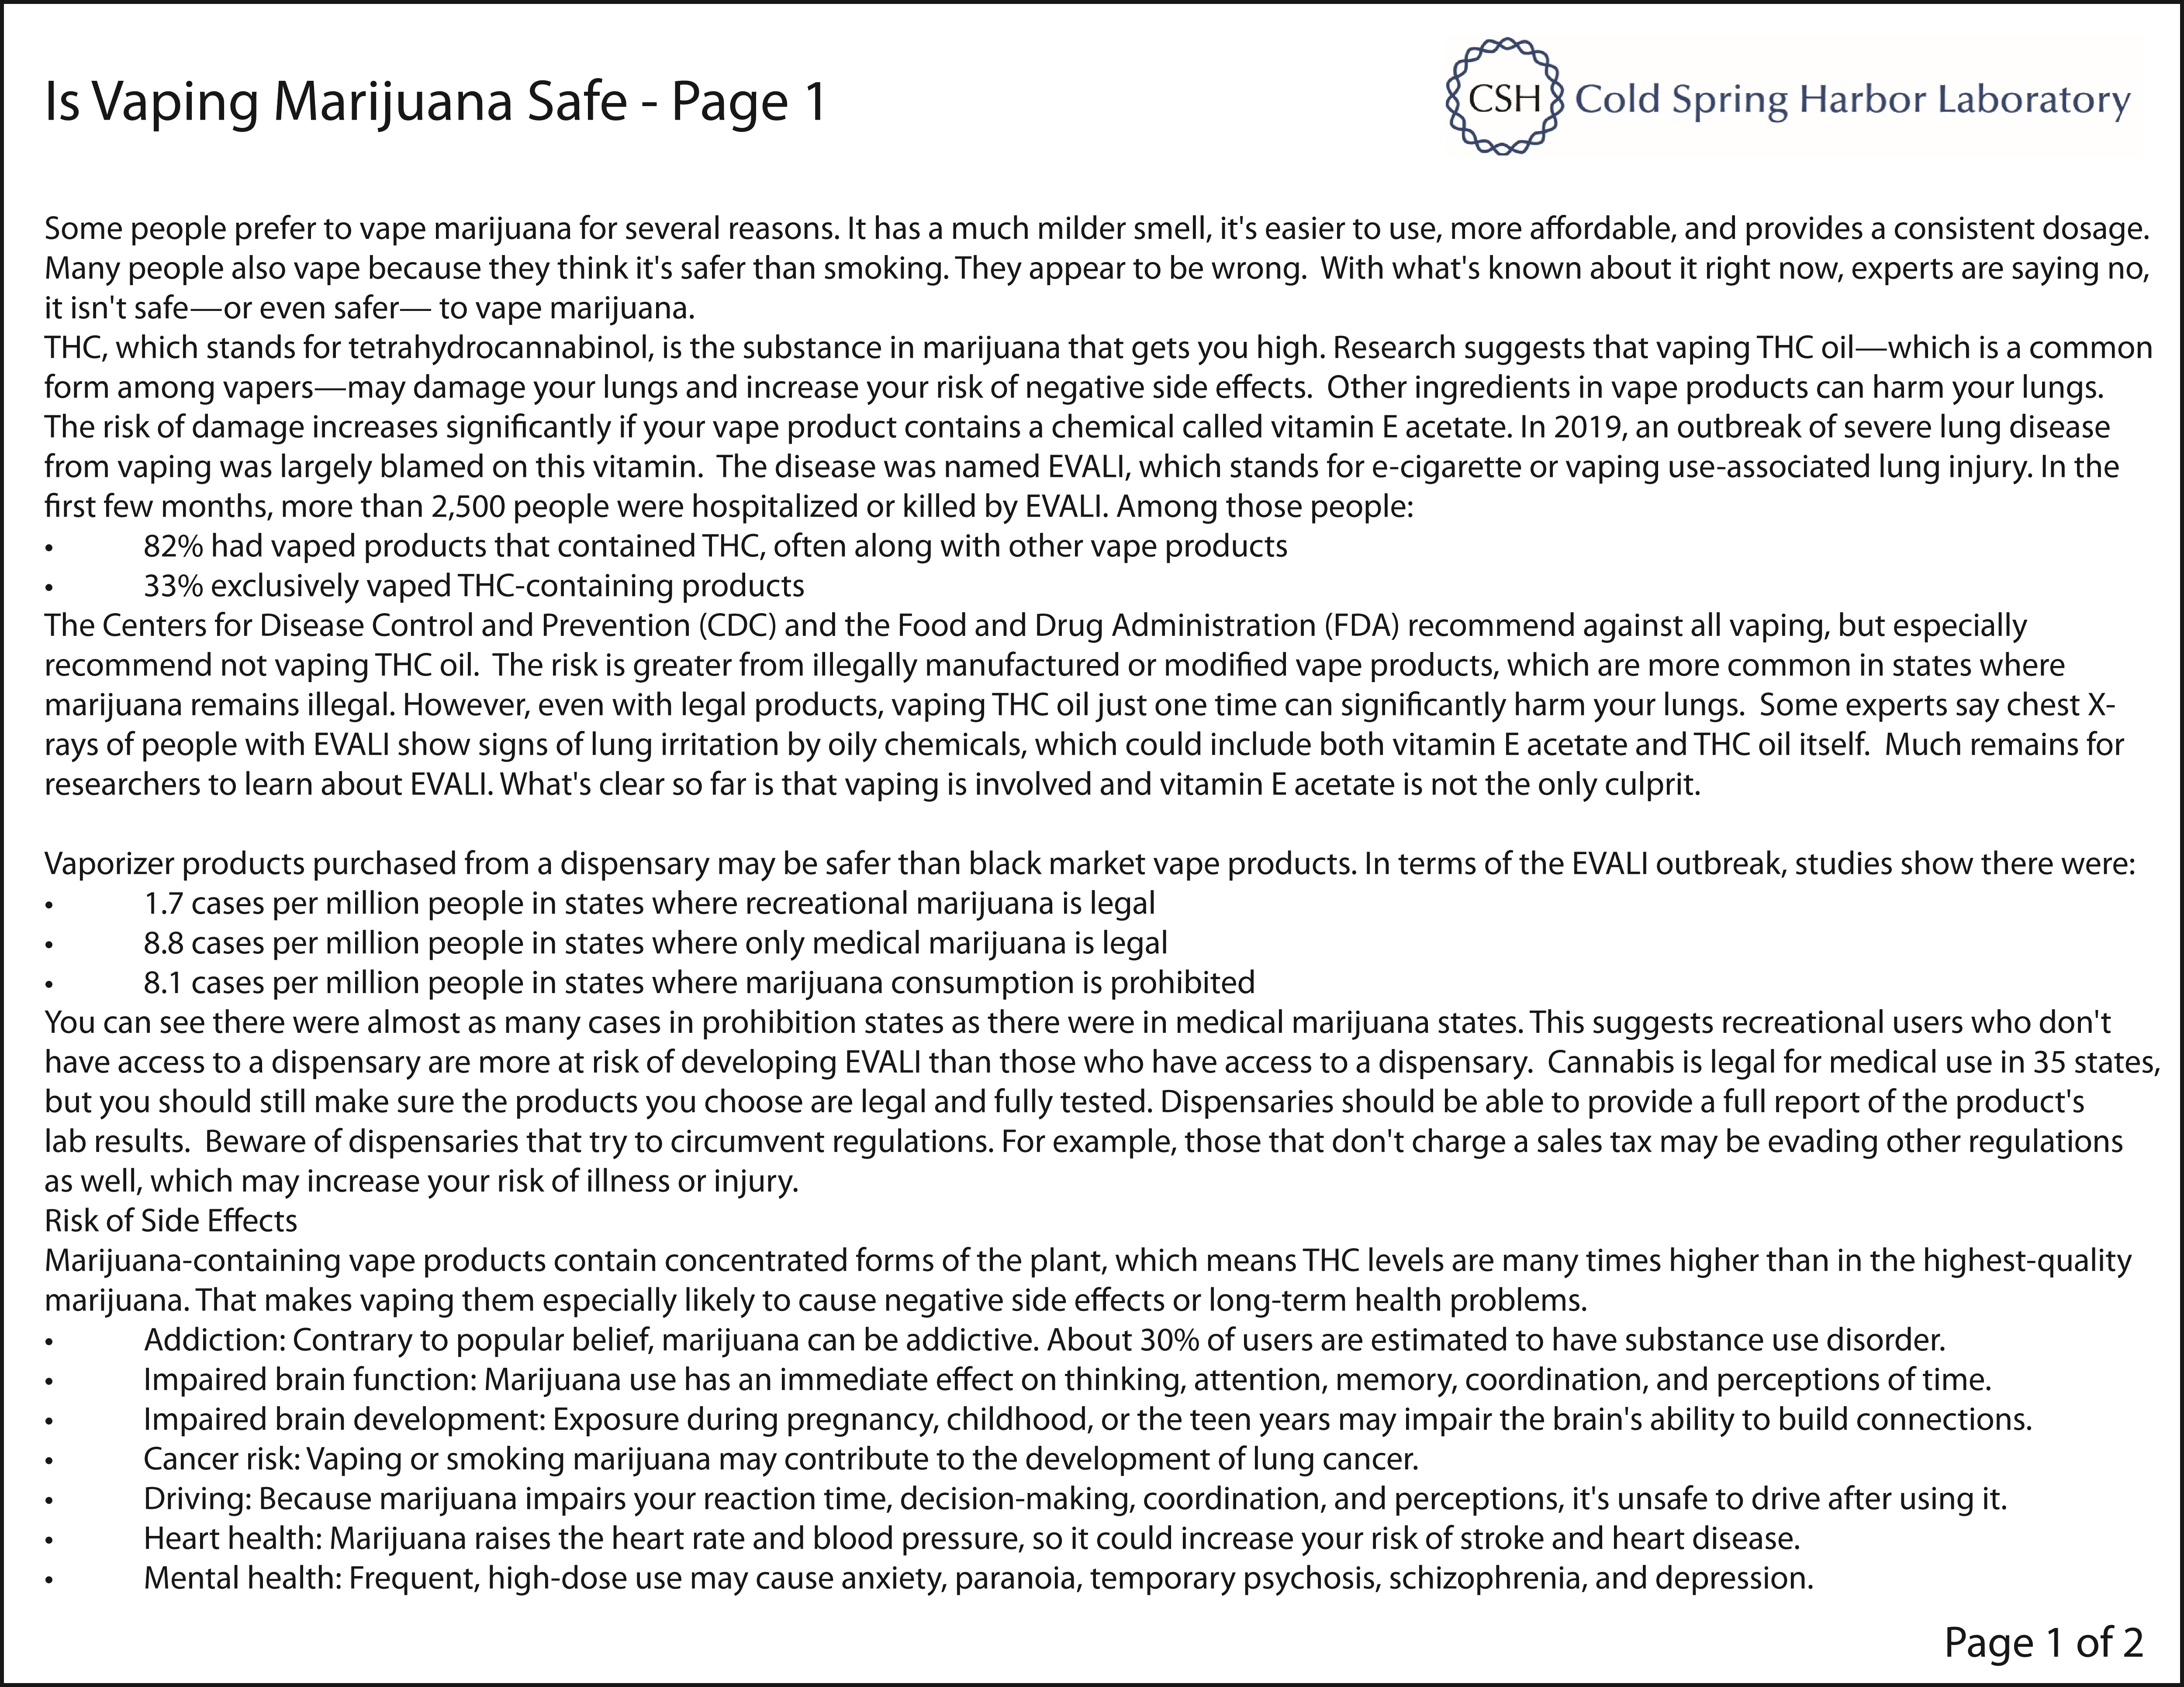 Is Vaping Marijuana Safe - Page 1
CSH Cold Spring Harbor Laboratory
Some people prefer to vape marijuana for several reasons. It has a much milder smell, it's easier to use, more affordable, and provides a consistent dosage.
Many people also vape because they think it's safer than smoking. They appear to be wrong.  With what's known about it right now, experts are saying no,
it isn't safe—or even safer— to vape marijuana.
THC, which stands for tetrahydrocannabinol, is the substance in marijuana that gets you high. Research suggests that vaping THC oil—which is a common
form among vapers—may damage your lungs and increase your risk of negative side effects.  Other ingredients in vape products can harm your lungs.
The risk of damage increases significantly if your vape product contains a chemical called vitamin E acetate. In 2019, an outbreak of severe lung disease
from vaping was largely blamed on this vitamin.  The disease was named EVALI, which stands for e-cigarette or vaping use-associated lung injury. In the
first few months, more than 2,500 people were hospitalized or killed by EVALI. Among those people:
• 82% had vaped products that contained THC, often along with other vape products
• 33% exclusively vaped THC-containing products
The Centers for Disease Control and Prevention (CDC) and the Food and Drug Administration (FDA) recommend against all vaping, but especially
recommend not vaping THC oil.  The risk is greater from illegally manufactured or modified vape products, which are more common in states where
marijuana remains illegal. However, even with legal products, vaping THC oil just one time can significantly harm your lungs.  Some experts say chest X-
rays of people with EVALI show signs of lung irritation by oily chemicals, which could include both vitamin E acetate and THC oil itself.  Much remains for
researchers to learn about EVALI. What's clear so far is that vaping is involved and vitamin E acetate is not the only culprit.
Vaporizer products purchased from a dispensary may be safer than black market vape products. In terms of the EVALI outbreak, studies show there were:
• 1.7 cases per million people in states where recreational marijuana is legal
• 8.8 cases per million people in states where only medical marijuana is legal
• 8.1 cases per million people in states where marijuana consumption is prohibited
You can see there were almost as many cases in prohibition states as there were in medical marijuana states. This suggests recreational users who don't
have access to a dispensary are more at risk of developing EVALI than those who have access to a dispensary.  Cannabis is legal for medical use in 35 states,
but you should still make sure the products you choose are legal and fully tested. Dispensaries should be able to provide a full report of the product's
lab results.  Beware of dispensaries that try to circumvent regulations. For example, those that don't charge a sales tax may be evading other regulations
as well, which may increase your risk of illness or injury.
Risk of Side Effects
Marijuana-containing vape products contain concentrated forms of the plant, which means THC levels are many times higher than in the highest-quality
marijuana. That makes vaping them especially likely to cause negative side effects or long-term health problems.
• Addiction: Contrary to popular belief, marijuana can be addictive. About 30% of users are estimated to have substance use disorder.
• Impaired brain function: Marijuana use has an immediate effect on thinking, attention, memory, coordination, and perceptions of time.
• Impaired brain development: Exposure during pregnancy, childhood, or the teen years may impair the brain's ability to build connections.
• Cancer risk: Vaping or smoking marijuana may contribute to the development of lung cancer.
• Driving: Because marijuana impairs your reaction time, decision-making, coordination, and perceptions, it's unsafe to drive after using it.
• Heart health: Marijuana raises the heart rate and blood pressure, so it could increase your risk of stroke and heart disease.
• Mental health: Frequent, high-dose use may cause anxiety, paranoia, temporary psychosis, schizophrenia, and depression.
Page 1 of 2